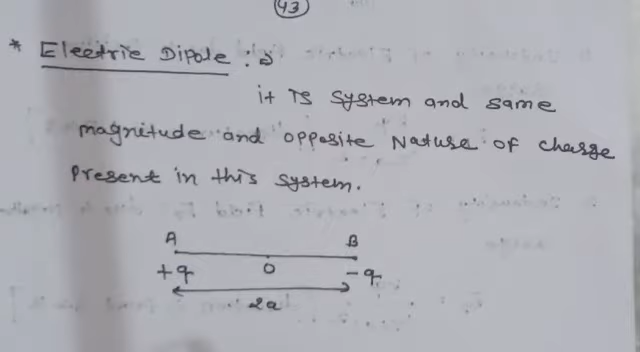 43
* Electric Dipole :→
it is system and same
magnitude and opposite Nature of charge
present in this system.
A B
+q O -q
2a